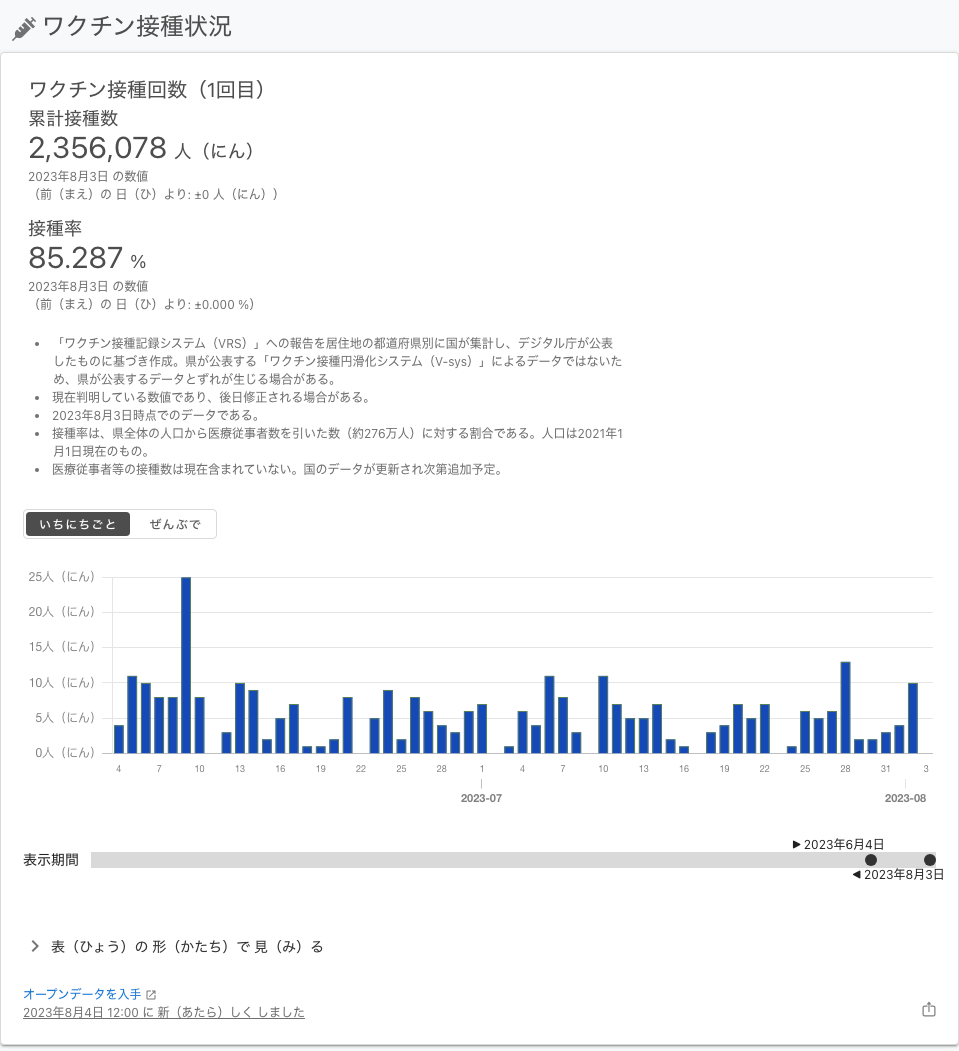 ワクチン接種状況
ワクチン接種回数（1回目）
累計接種数
2,356,078 人（にん）
2023年8月3日 の数値
（前（まえ）の 日（ひ）より: ±0 人（にん））
接種率
85.287 %
2023年8月3日 の数値
（前（まえ）の 日（ひ）より: ±0.000 %）
• 「ワクチン接種記録システム（VRS）」への報告を居住地の都道府県別に国が集計し、デジタル庁が公表
したものに基づき作成。県が公表する「ワクチン接種円滑化システム（V-sys）」によるデータではないた
め、県が公表するデータとずれが生じる場合がある。
• 現在判明している数値であり、後日修正される場合がある。
• 2023年8月3日時点でのデータである。
• 接種率は、県全体の人口から医療従事者数を引いた数（約276万人）に対する割合である。人口は2021年1
月1日現在のもの。
• 医療従事者等の接種数は現在含まれていない。国のデータが更新され次第追加予定。
いちにちごと ぜんぶで
25人（にん）
20人（にん）
15人（にん）
10人（にん）
5人（にん）
0人（にん）
4 7 10 13 16 19 22 25 28 1 4 7 10 13 16 19 22 25 28 31 3
2023-07 2023-08
▶ 2023年6月4日
表示期間
◀ 2023年8月3日
表（ひょう）の 形（かたち）で 見（み）る
オープンデータを入手
2023年8月4日 12:00 に 新（あたら）しく しました